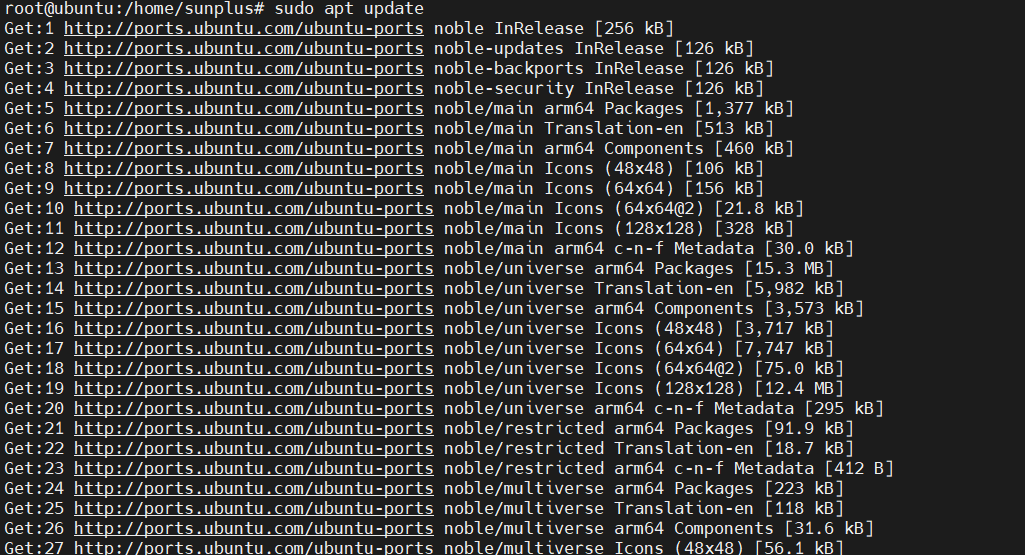 root@ubuntu:/home/sunplus# sudo apt update
Get:1 http://ports.ubuntu.com/ubuntu-ports noble InRelease [256 kB]
Get:2 http://ports.ubuntu.com/ubuntu-ports noble-updates InRelease [126 kB]
Get:3 http://ports.ubuntu.com/ubuntu-ports noble-backports InRelease [126 kB]
Get:4 http://ports.ubuntu.com/ubuntu-ports noble-security InRelease [126 kB]
Get:5 http://ports.ubuntu.com/ubuntu-ports noble/main arm64 Packages [1,377 kB]
Get:6 http://ports.ubuntu.com/ubuntu-ports noble/main Translation-en [513 kB]
Get:7 http://ports.ubuntu.com/ubuntu-ports noble/main arm64 Components [460 kB]
Get:8 http://ports.ubuntu.com/ubuntu-ports noble/main Icons (48x48) [106 kB]
Get:9 http://ports.ubuntu.com/ubuntu-ports noble/main Icons (64x64) [156 kB]
Get:10 http://ports.ubuntu.com/ubuntu-ports noble/main Icons (64x64@2) [21.8 kB]
Get:11 http://ports.ubuntu.com/ubuntu-ports noble/main Icons (128x128) [328 kB]
Get:12 http://ports.ubuntu.com/ubuntu-ports noble/main arm64 c-n-f Metadata [30.0 kB]
Get:13 http://ports.ubuntu.com/ubuntu-ports noble/universe arm64 Packages [15.3 MB]
Get:14 http://ports.ubuntu.com/ubuntu-ports noble/universe Translation-en [5,982 kB]
Get:15 http://ports.ubuntu.com/ubuntu-ports noble/universe arm64 Components [3,573 kB]
Get:16 http://ports.ubuntu.com/ubuntu-ports noble/universe Icons (48x48) [3,717 kB]
Get:17 http://ports.ubuntu.com/ubuntu-ports noble/universe Icons (64x64) [7,747 kB]
Get:18 http://ports.ubuntu.com/ubuntu-ports noble/universe Icons (64x64@2) [75.0 kB]
Get:19 http://ports.ubuntu.com/ubuntu-ports noble/universe Icons (128x128) [12.4 MB]
Get:20 http://ports.ubuntu.com/ubuntu-ports noble/universe arm64 c-n-f Metadata [295 kB]
Get:21 http://ports.ubuntu.com/ubuntu-ports noble/restricted arm64 Packages [91.9 kB]
Get:22 http://ports.ubuntu.com/ubuntu-ports noble/restricted Translation-en [18.7 kB]
Get:23 http://ports.ubuntu.com/ubuntu-ports noble/restricted arm64 c-n-f Metadata [412 B]
Get:24 http://ports.ubuntu.com/ubuntu-ports noble/multiverse arm64 Packages [223 kB]
Get:25 http://ports.ubuntu.com/ubuntu-ports noble/multiverse Translation-en [118 kB]
Get:26 http://ports.ubuntu.com/ubuntu-ports noble/multiverse arm64 Components [31.6 kB]
Get:27 http://ports.ubuntu.com/ubuntu-ports noble/multiverse Icons (48x48) [56.1 kB]